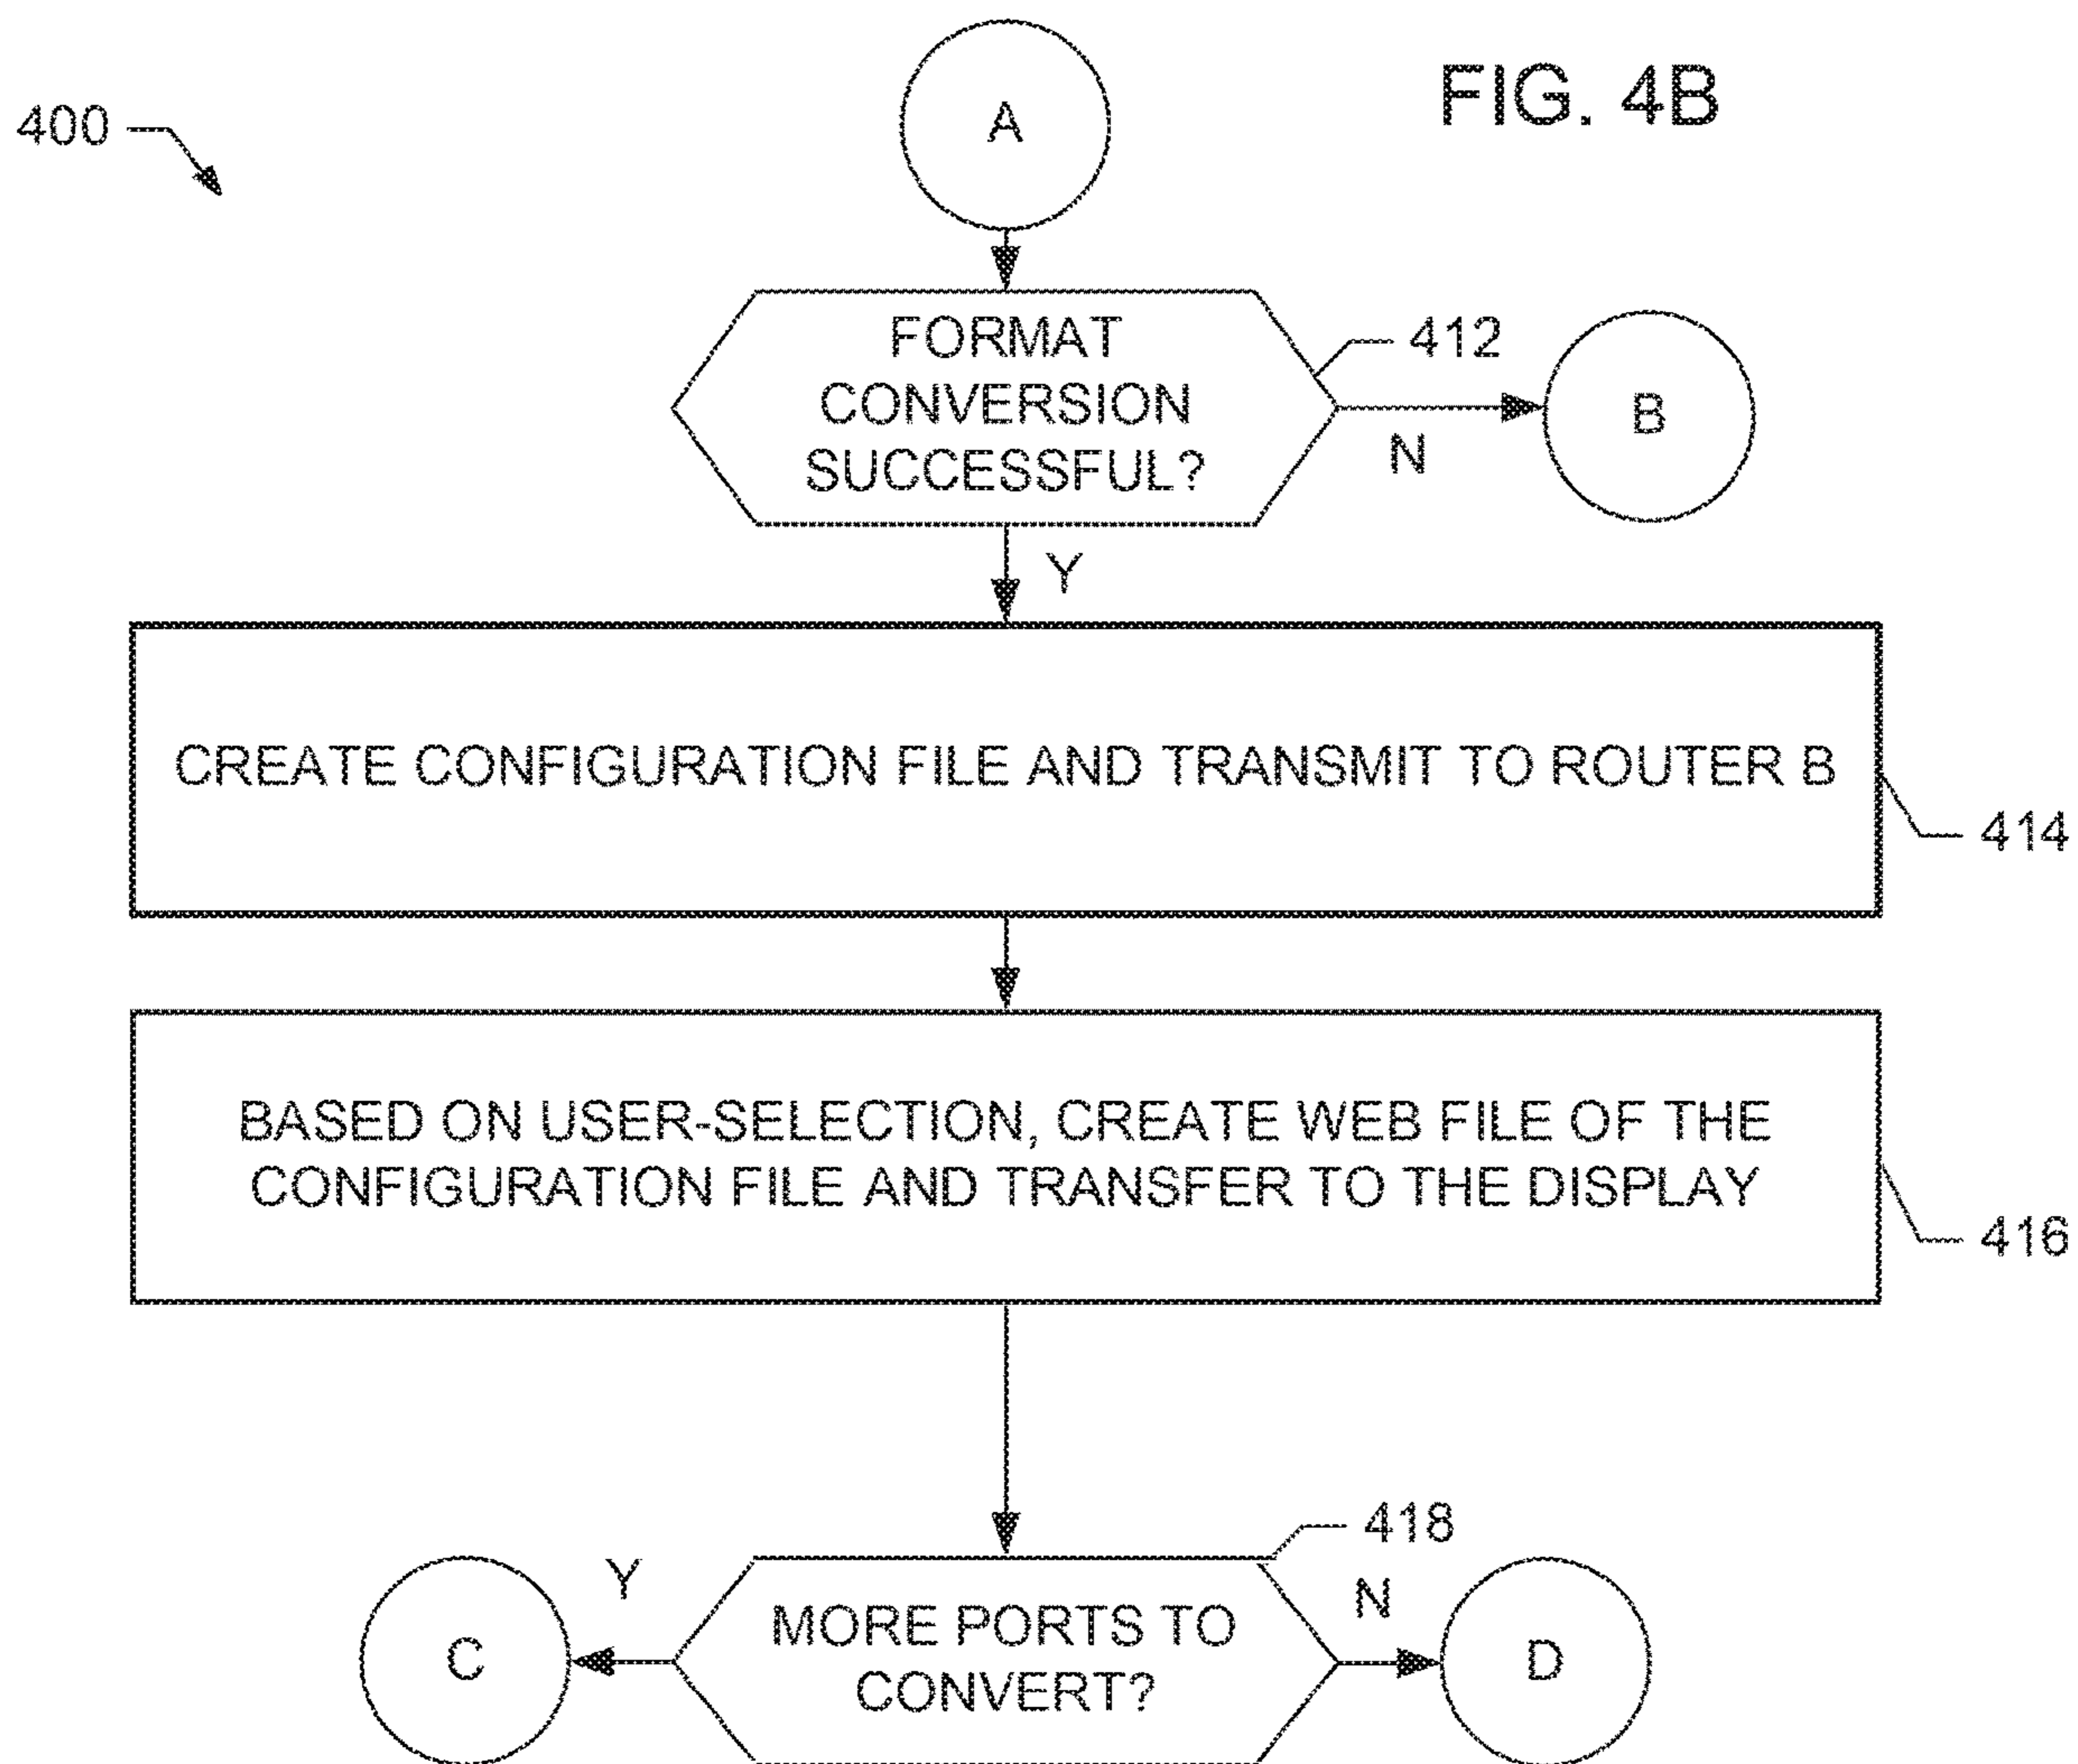 FIG. 4B
400
A
FORMAT
CONVERSION
SUCCESSFUL?
412
N
B
Y
CREATE CONFIGURATION FILE AND TRANSMIT TO ROUTER B
414
BASED ON USER-SELECTION, CREATE WEB FILE OF THE
CONFIGURATION FILE AND TRANSFER TO THE DISPLAY
416
418
C
Y
MORE PORTS TO
CONVERT?
N
D